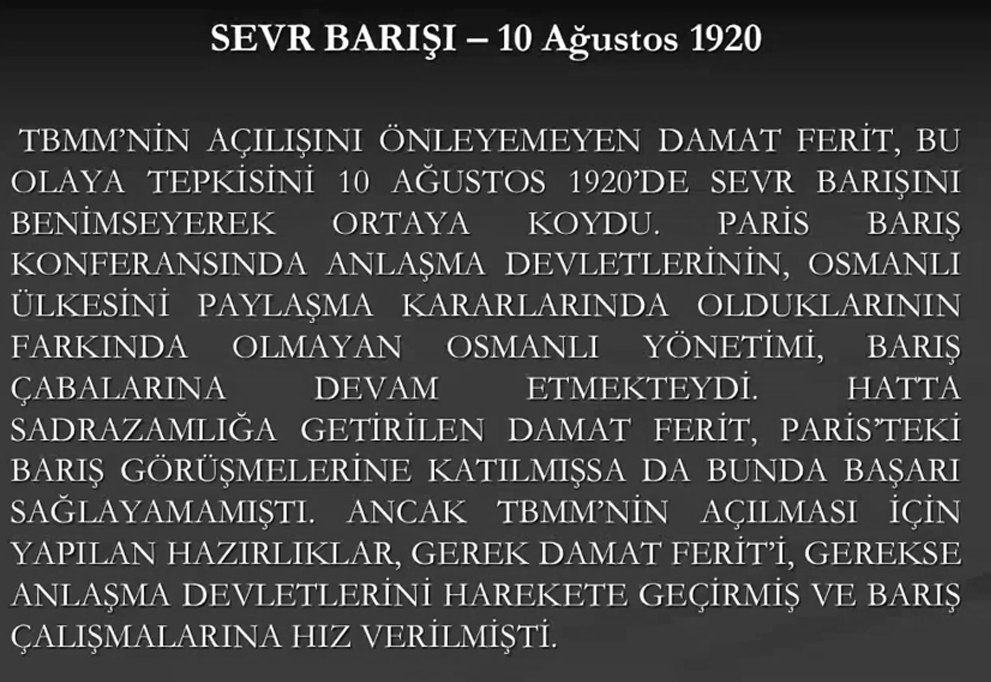 SEVR BARIŞI – 10 Ağustos 1920
TBMM'NİN AÇILIŞINI ÖNLEYEMEYEN DAMAT FERİT, BU
OLAYA TEPKİSİNİ 10 AĞUSTOS 1920'DE SEVR BARIŞINI
BENİMSEYEREK ORTAYA KOYDU. PARİS BARIŞ
KONFERANSINDA ANLAŞMA DEVLETLERİNİN, OSMANLI
ÜLKESİNİ PAYLAŞMA KARARLARINDA OLDUKLARININ
FARKINDA OLMAYAN OSMANLI YÖNETİMİ, BARIŞ
ÇABALARINA DEVAM ETMEKTEYDİ. HATTA
SADRAZAMLIĞA GETİRİLEN DAMAT FERİT, PARİS'TEKİ
BARIŞ GÖRÜŞMELERİNE KATILMIŞSA DA BUNDA BAŞARI
SAĞLAYAMAMIŞTI. ANCAK TBMM'NİN AÇILMASI İÇİN
YAPILAN HAZIRLIKLAR, GEREK DAMAT FERİT'İ, GEREKSE
ANLAŞMA DEVLETLERİNİ HAREKETE GEÇİRMİŞ VE BARIŞ
ÇALIŞMALARINA HIZ VERİLMİŞTİ.